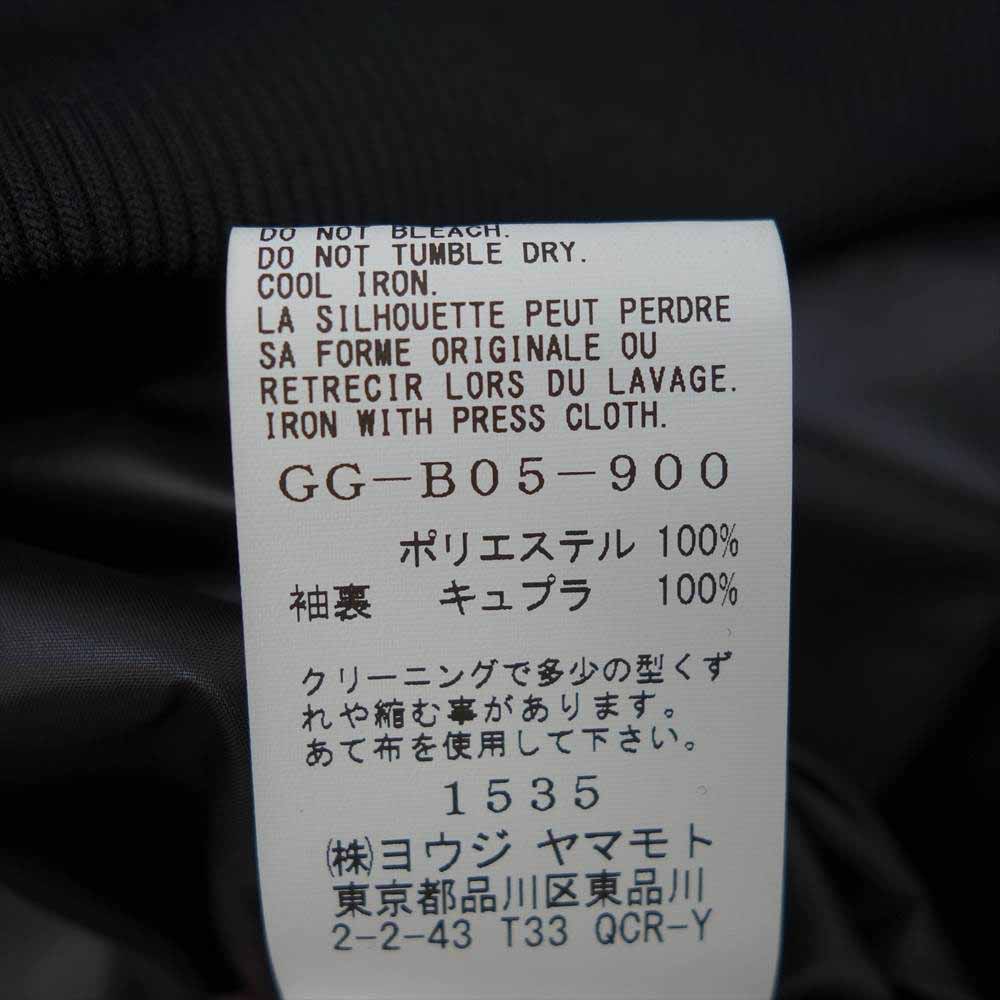 DO NOT BLEACH.
DO NOT TUMBLE DRY.
COOL IRON.
LA SILHOUETTE PEUT PERDRE
SA FORME ORIGINALE OU
RETRECIR LORS DU LAVAGE.
IRON WITH PRESS CLOTH.
GG-B05-900
ポリエステル 100%
袖裏 キュプラ 100%
クリーニングで多少の型くず
れや縮む事があります。
あて布を使用して下さい。
1535
(株)ヨウジ ヤマモト
東京都品川区東品川
2-2-43 T33 QCR-Y